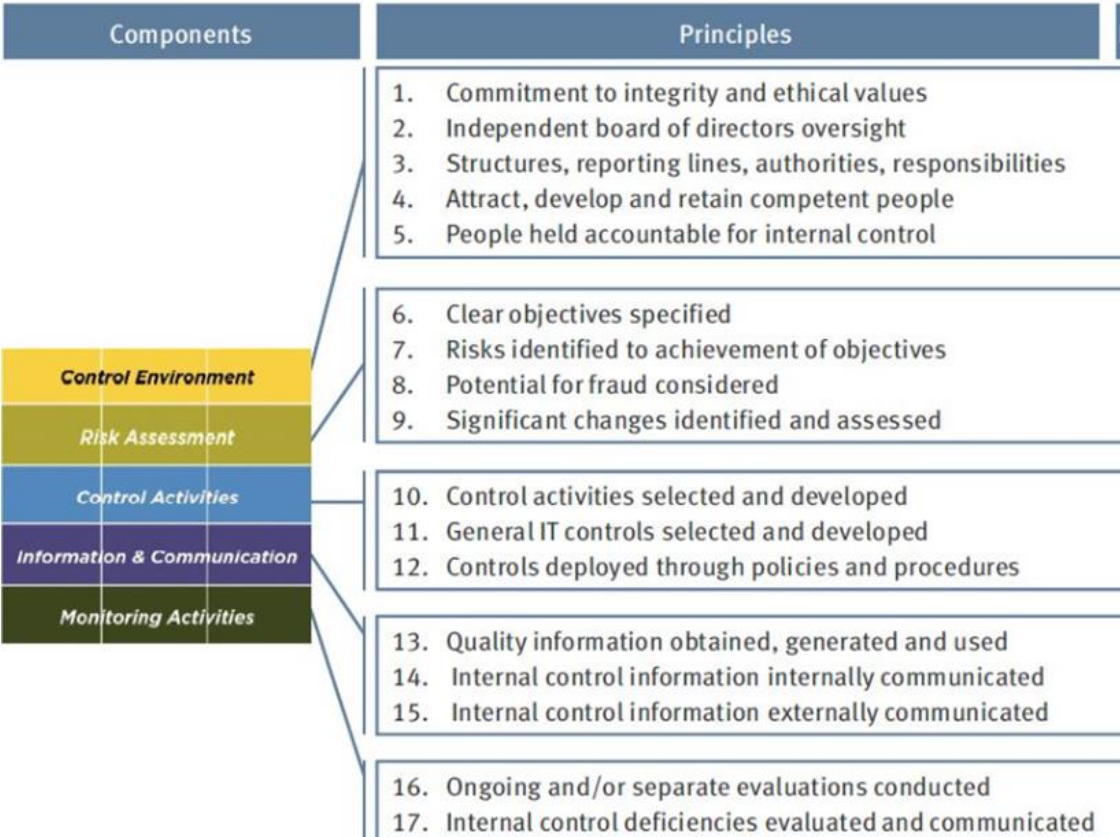 Components
Principles
1. Commitment to integrity and ethical values
2. Independent board of directors oversight
3. Structures, reporting lines, authorities, responsibilities
4. Attract, develop and retain competent people
5. People held accountable for internal control
6. Clear objectives specified
7. Risks identified to achievement of objectives
8. Potential for fraud considered
9. Significant changes identified and assessed
Control Environment
Risk Assessment
Control Activities
Information & Communication
Monitoring Activities
10. Control activities selected and developed
11. General IT controls selected and developed
12. Controls deployed through policies and procedures
13. Quality information obtained, generated and used
14. Internal control information internally communicated
15. Internal control information externally communicated
16. Ongoing and/or separate evaluations conducted
17. Internal control deficiencies evaluated and communicated